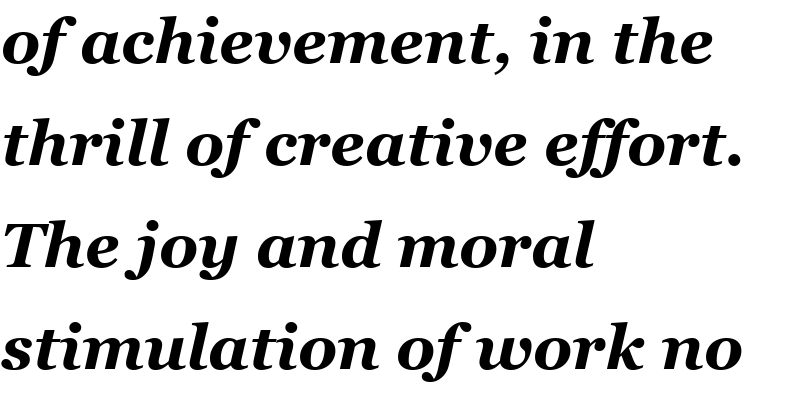 of achievement, in the
thrill of creative effort.
The joy and moral
stimulation of work no